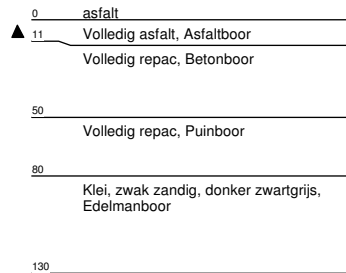 0 asfalt
11 Volledig asfalt, Asfaltboor
Volledig repac, Betonboor
50
Volledig repac, Puinboor
80
Klei, zwak zandig, donker zwartgrijs,
Edelmanboor
130